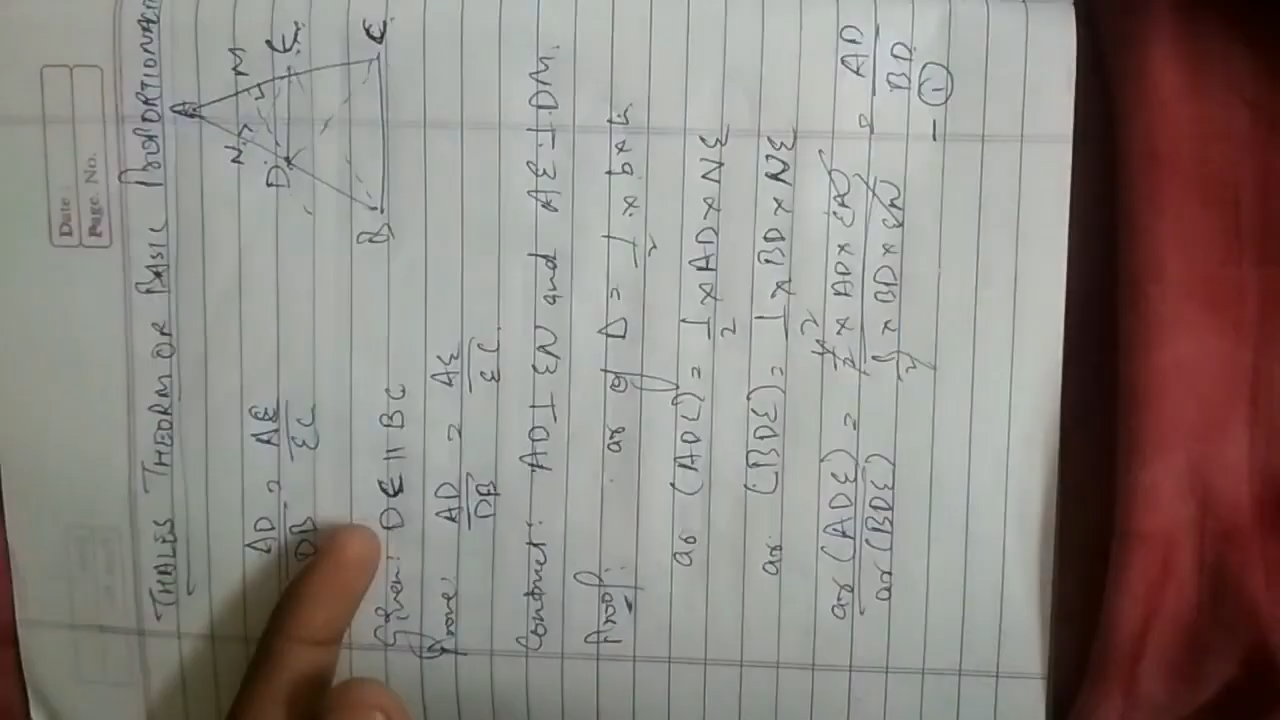 Date :
Page. No.
THALES THEORM OR BASIC PROPORTIONA
AD = AE
DB EC
A
N M
D E
B C
Given: DE || BC
Prove: AD = AE
DB EC
Construct: AD ⊥ EN and AE ⊥ DM.
Proof: ar of Δ = 1/2 × b × h
ar (ADE) = 1/2 × AD × NE
ar (BDE) = 1/2 × BD × NE
ar (ADE) = 1/2 × AD × EN = AD
ar (BDE) 1/2 × BD × EN BD
— ①